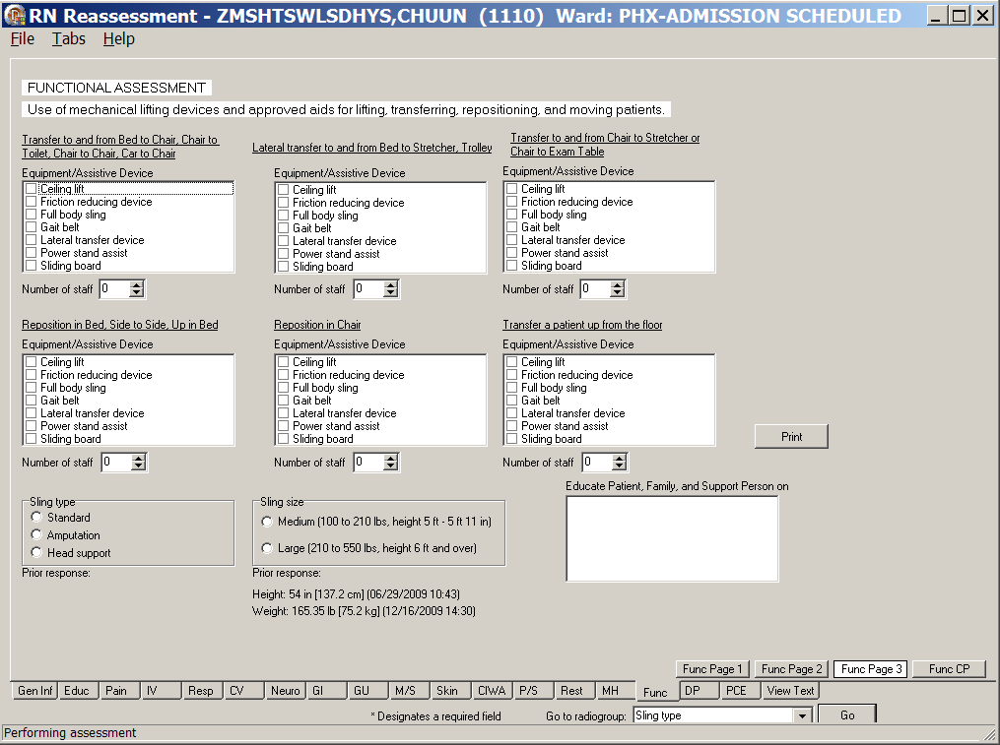 RN Reassessment - ZMSHTSWLSDHYS,CHUUN (1110) Ward: PHX-ADMISSION SCHEDULED
File Tabs Help
FUNCTIONAL ASSESSMENT
Use of mechanical lifting devices and approved aids for lifting, transferring, repositioning, and moving patients.
Transfer to and from Bed to Chair, Chair to
Toilet, Chair to Chair, Car to Chair
Equipment/Assistive Device
Ceiling lift
Friction reducing device
Full body sling
Gait belt
Lateral transfer device
Power stand assist
Sliding board
Number of staff 0
Lateral transfer to and from Bed to Stretcher, Trolley
Equipment/Assistive Device
Ceiling lift
Friction reducing device
Full body sling
Gait belt
Lateral transfer device
Power stand assist
Sliding board
Number of staff 0
Transfer to and from Chair to Stretcher or
Chair to Exam Table
Equipment/Assistive Device
Ceiling lift
Friction reducing device
Full body sling
Gait belt
Lateral transfer device
Power stand assist
Sliding board
Number of staff 0
Reposition in Bed, Side to Side, Up in Bed
Equipment/Assistive Device
Ceiling lift
Friction reducing device
Full body sling
Gait belt
Lateral transfer device
Power stand assist
Sliding board
Number of staff 0
Reposition in Chair
Equipment/Assistive Device
Ceiling lift
Friction reducing device
Full body sling
Gait belt
Lateral transfer device
Power stand assist
Sliding board
Number of staff 0
Transfer a patient up from the floor
Equipment/Assistive Device
Ceiling lift
Friction reducing device
Full body sling
Gait belt
Lateral transfer device
Power stand assist
Sliding board
Number of staff 0
Print
Sling type
Standard
Amputation
Head support
Prior response:
Sling size
Medium (100 to 210 lbs, height 5 ft - 5 ft 11 in)
Large (210 to 550 lbs, height 6 ft and over)
Prior response:
Height: 54 in [137.2 cm] (06/29/2009 10:43)
Weight: 165.35 lb [75.2 kg] (12/16/2009 14:30)
Educate Patient, Family, and Support Person on
Func Page 1 Func Page 2 Func Page 3 Func CP
Gen Inf Educ Pain IV Resp CV Neuro GI GU M/S Skin CIWA P/S Rest MH Func DP PCE View Text
* Designates a required field Go to radiogroup: Sling type Go
Performing assessment